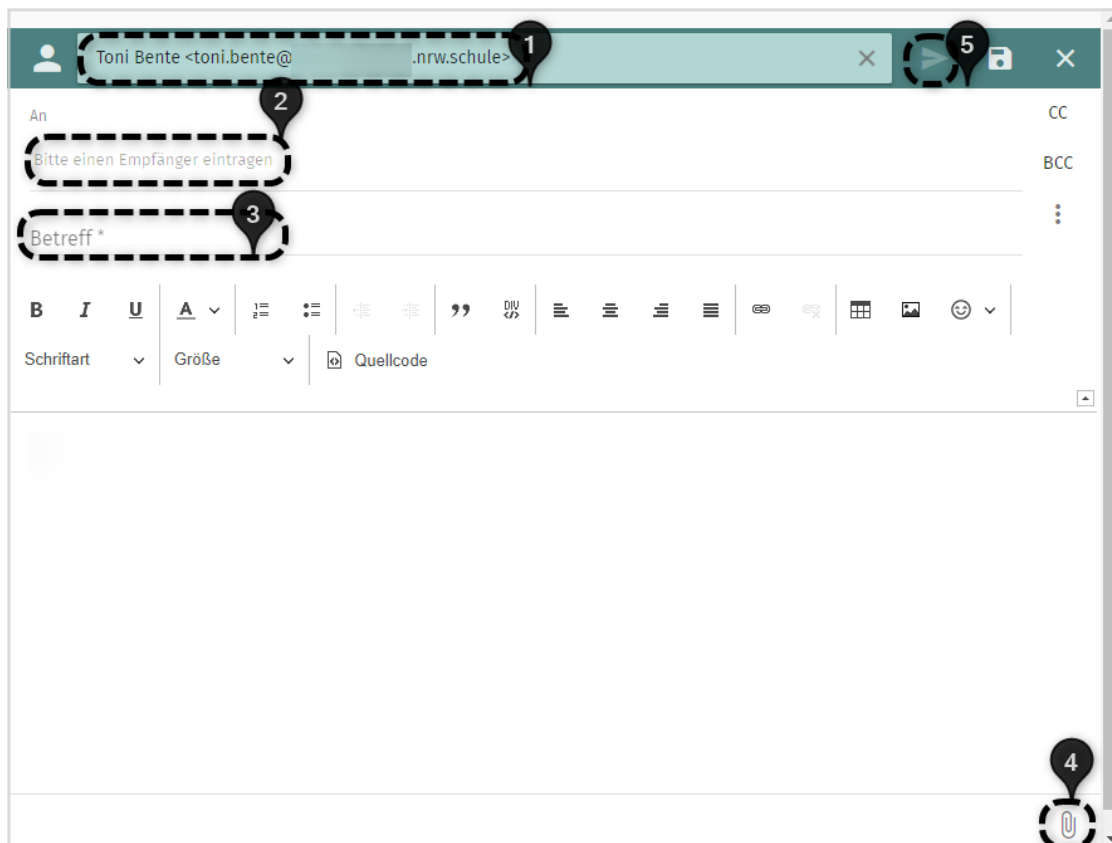 Toni Bente <toni.bente@ .nrw.schule>
1
5
2
An
CC
Bitte einen Empfänger eintragen
BCC
3
Betreff *
B I U A DIV
Schriftart Größe Quellcode
4